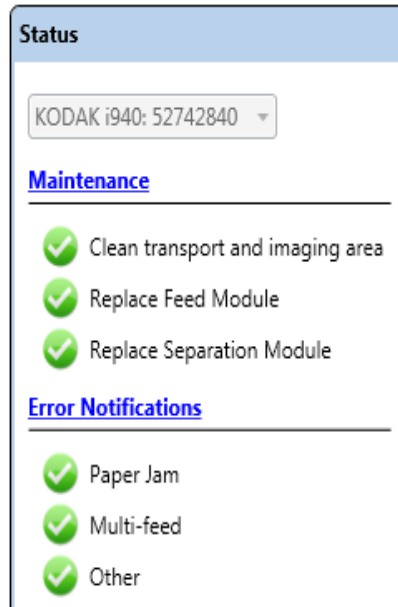 Status
KODAK i940: 52742840
Maintenance
Clean transport and imaging area
Replace Feed Module
Replace Separation Module
Error Notifications
Paper Jam
Multi-feed
Other